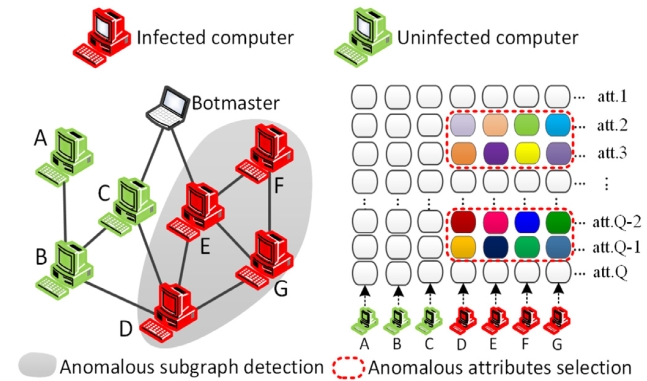 Infected computer
Uninfected computer
Botmaster
A
F
C
E
B
G
D
... att.1
... att.2
... att.3
... ⋮
... att.Q-2
... att.Q-1
... att.Q
A B C D E F G
Anomalous subgraph detection
Anomalous attributes selection